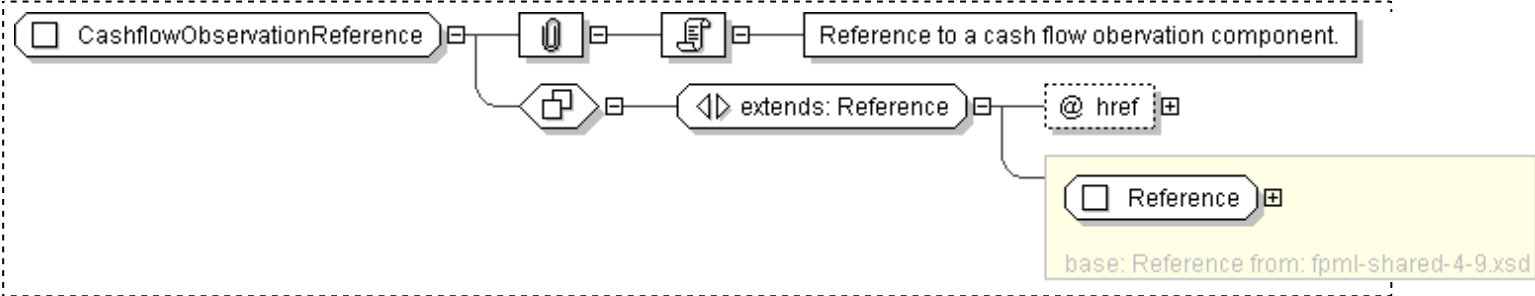 CashflowObservationReference
Reference to a cash flow obervation component.
extends: Reference
@ href
Reference
base: Reference from: fpml-shared-4-9.xsd